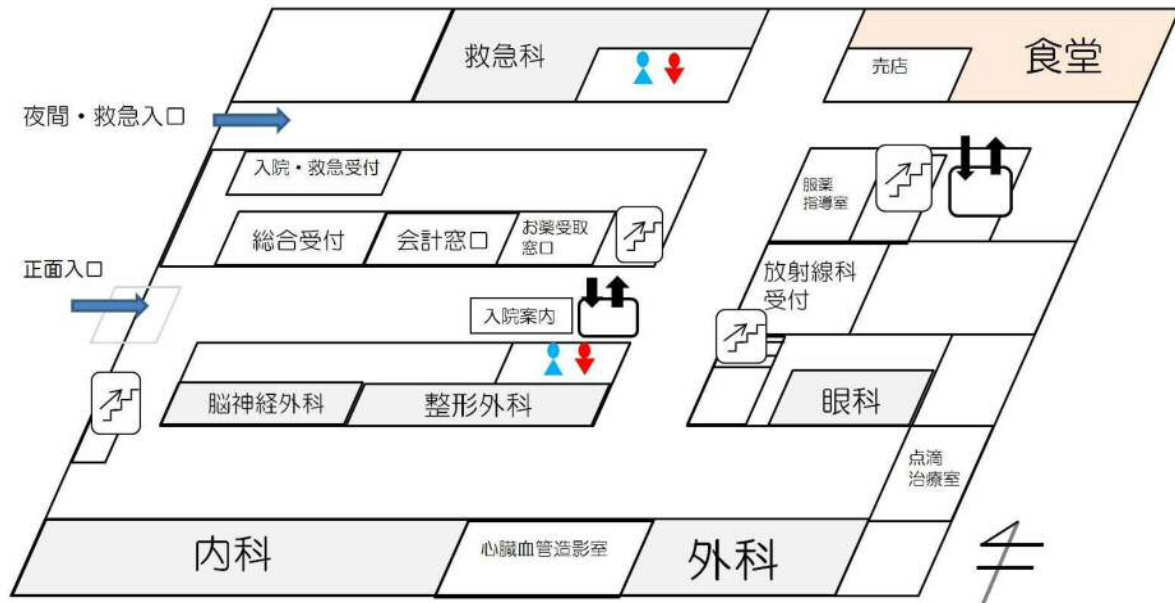 救急科
売店
食堂
夜間・救急入口
入院・救急受付
服薬
指導室
総合受付
会計窓口
お薬受取
窓口
正面入口
放射線科
受付
入院案内
脳神経外科
整形外科
眼科
点滴
治療室
内科
心臓血管造影室
外科